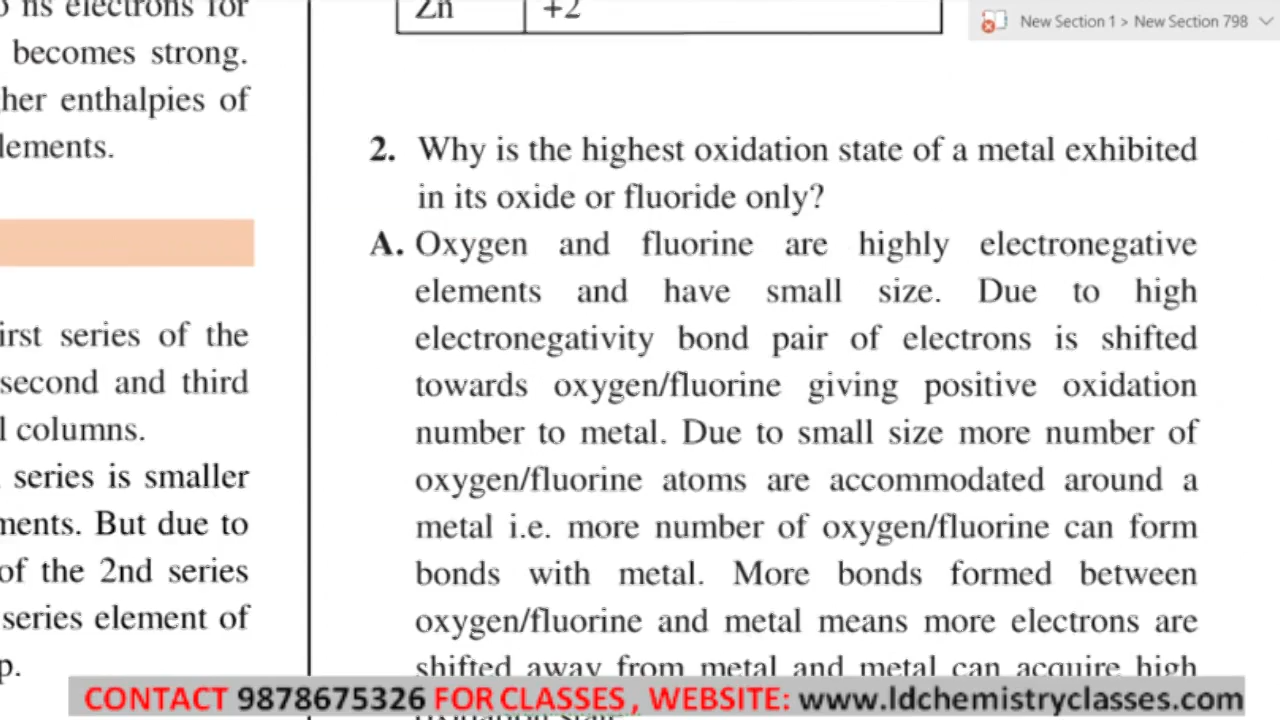 ns electrons for
becomes strong.
her enthalpies of
lements.
irst series of the
second and third
l columns.
series is smaller
ments. But due to
of the 2nd series
series element of
p.
Zn +2
New Section 1 > New Section 798
2. Why is the highest oxidation state of a metal exhibited
in its oxide or fluoride only?
A. Oxygen and fluorine are highly electronegative
elements and have small size. Due to high
electronegativity bond pair of electrons is shifted
towards oxygen/fluorine giving positive oxidation
number to metal. Due to small size more number of
oxygen/fluorine atoms are accommodated around a
metal i.e. more number of oxygen/fluorine can form
bonds with metal. More bonds formed between
oxygen/fluorine and metal means more electrons are
shifted away from metal and metal can acquire high
CONTACT 9878675326 FOR CLASSES , WEBSITE: www.ldchemistryclasses.com